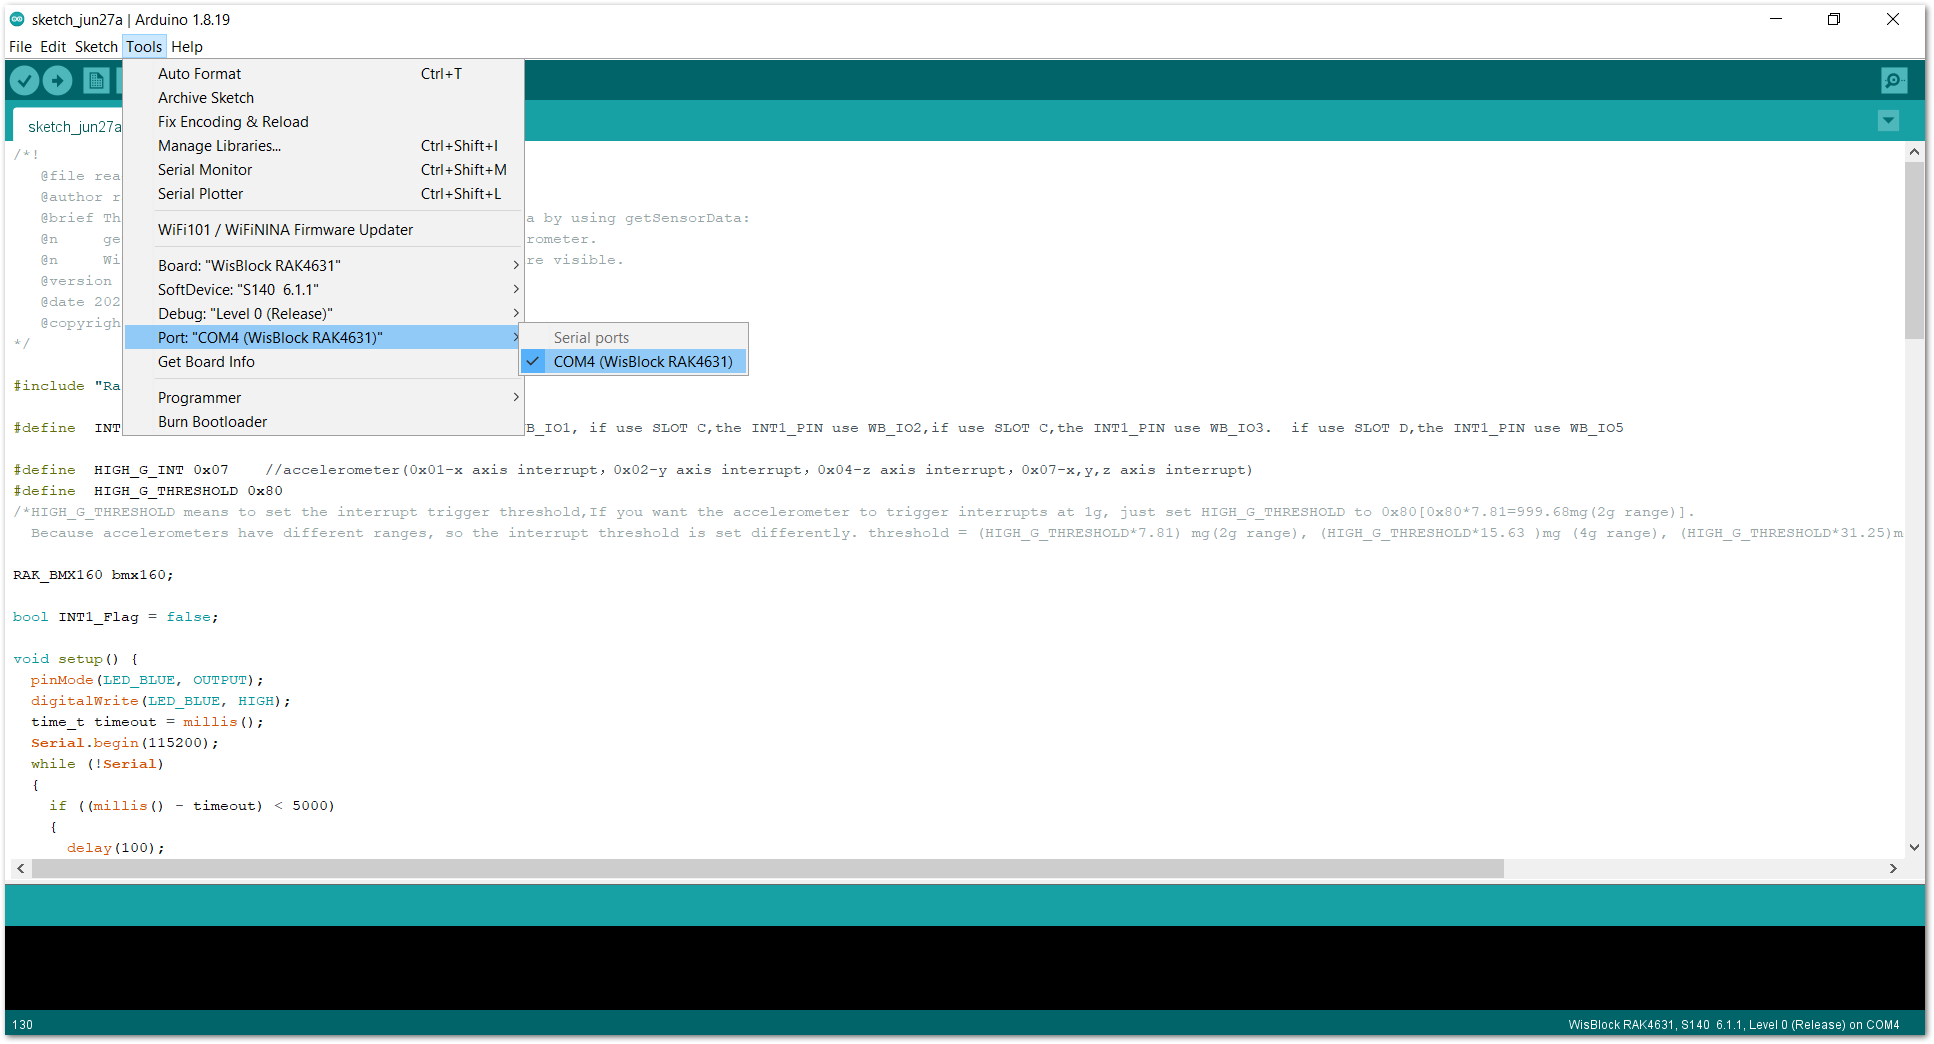 sketch_jun27a | Arduino 1.8.19
File Edit Sketch Tools Help
Auto Format Ctrl+T
Archive Sketch
Fix Encoding & Reload
Manage Libraries... Ctrl+Shift+I
Serial Monitor Ctrl+Shift+M
Serial Plotter Ctrl+Shift+L
WiFi101 / WiFiNINA Firmware Updater
Board: "WisBlock RAK4631"
SoftDevice: "S140 6.1.1"
Debug: "Level 0 (Release)"
Port: "COM4 (WisBlock RAK4631)"
Get Board Info
Programmer
Burn Bootloader
Serial ports
COM4 (WisBlock RAK4631)
sketch_jun27a
/*!
@file rea
@author r
@brief Th a by using getSensorData:
@n ge rometer.
@n Wi re visible.
@version
@date 202
@copyrigh
*/
#include "Ra
#define INT B_IO1, if use SLOT C,the INT1_PIN use WB_IO2,if use SLOT C,the INT1_PIN use WB_IO3.  if use SLOT D,the INT1_PIN use WB_IO5
#define HIGH_G_INT 0x07 //accelerometer(0x01-x axis interrupt，0x02-y axis interrupt，0x04-z axis interrupt，0x07-x,y,z axis interrupt)
#define HIGH_G_THRESHOLD 0x80
/*HIGH_G_THRESHOLD means to set the interrupt trigger threshold,If you want the accelerometer to trigger interrupts at 1g, just set HIGH_G_THRESHOLD to 0x80[0x80*7.81=999.68mg(2g range)].
Because accelerometers have different ranges, so the interrupt threshold is set differently. threshold = (HIGH_G_THRESHOLD*7.81) mg(2g range), (HIGH_G_THRESHOLD*15.63 )mg (4g range), (HIGH_G_THRESHOLD*31.25)m
RAK_BMX160 bmx160;
bool INT1_Flag = false;
void setup() {
pinMode(LED_BLUE, OUTPUT);
digitalWrite(LED_BLUE, HIGH);
time_t timeout = millis();
Serial.begin(115200);
while (!Serial)
{
if ((millis() - timeout) < 5000)
{
delay(100);
130
WisBlock RAK4631, S140 6.1.1, Level 0 (Release) on COM4